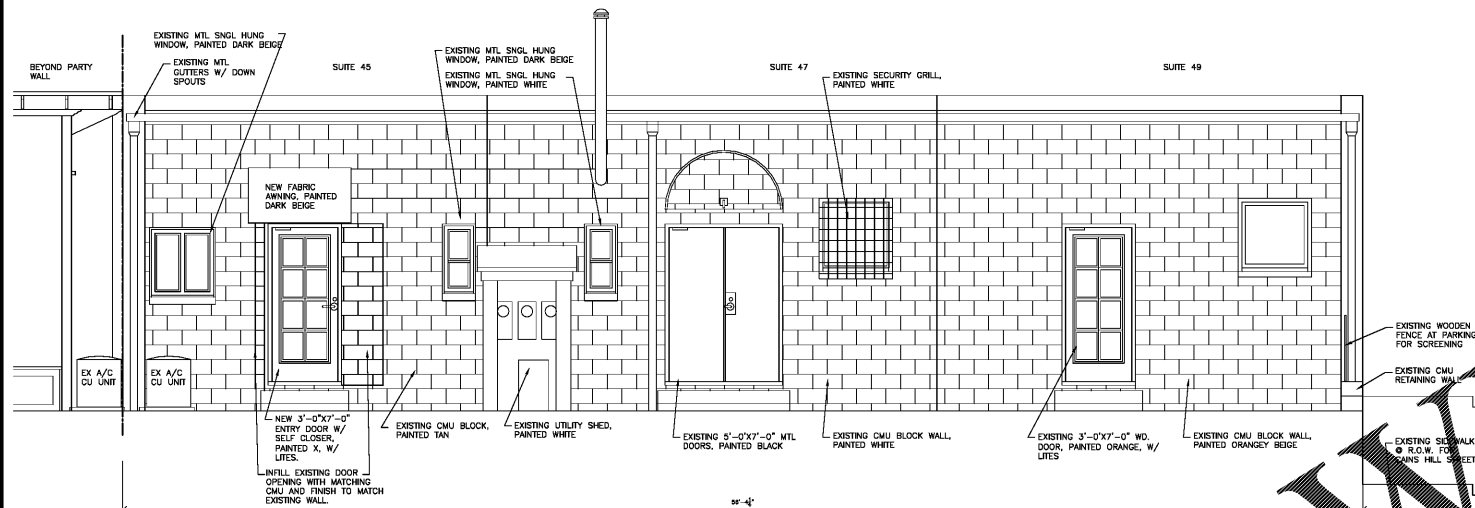 EXISTING MTL SNGL HUNG
WINDOW, PAINTED DARK BEIGE
BEYOND PARTY
WALL
EXISTING MTL
GUTTERS W/ DOWN
SPOUTS
SUITE 45
EXISTING MTL SNGL HUNG
WINDOW, PAINTED DARK BEIGE
EXISTING MTL SNGL HUNG
WINDOW, PAINTED WHITE
SUITE 47
EXISTING SECURITY GRILL,
PAINTED WHITE
SUITE 49
NEW FABRIC
AWNING, PAINTED
DARK BEIGE
EX A/C
CU UNIT
EX A/C
CU UNIT
EXISTING WOODEN
FENCE AT PARKING
FOR SCREENING
EXISTING CMU
RETAINING WALL
NEW 3'-0"X7'-0"
ENTRY DOOR W/
SELF CLOSER,
PAINTED X, W/
LITES.
EXISTING CMU BLOCK,
PAINTED TAN
EXISTING UTILITY SHED,
PAINTED WHITE
EXISTING 5'-0"X7'-0" MTL
DOORS, PAINTED BLACK
EXISTING CMU BLOCK WALL,
PAINTED WHITE
EXISTING 3'-0"X7'-0" WD.
DOOR, PAINTED ORANGE, W/
LITES
EXISTING CMU BLOCK WALL,
PAINTED ORANGEY BEIGE
EXISTING SIDEWALK
@ R.O.W. FOR
CAINS HILL STREET
INFILL EXISTING DOOR
OPENING WITH MATCHING
CMU AND FINISH TO MATCH
EXISTING WALL.